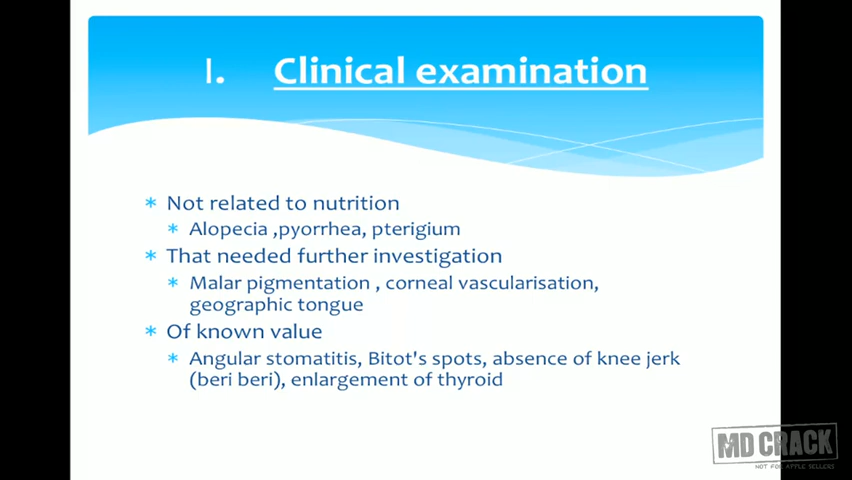 I. Clinical examination
* Not related to nutrition
* Alopecia ,pyorrhea, pterigium
* That needed further investigation
* Malar pigmentation , corneal vascularisation,
geographic tongue
* Of known value
* Angular stomatitis, Bitot's spots, absence of knee jerk
(beri beri), enlargement of thyroid
MD CRACK
NOT FOR APPLE SELLERS